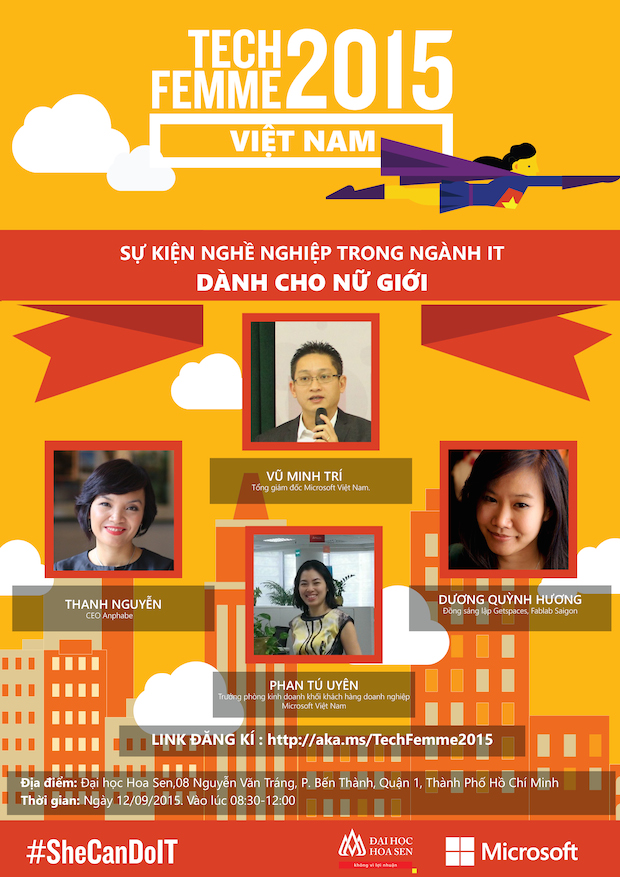 TECH
FEMME 2015
VIỆT NAM
SỰ KIỆN NGHỀ NGHIỆP TRONG NGÀNH IT
DÀNH CHO NỮ GIỚI
VŨ MINH TRÍ
Tổng giám đốc Microsoft Việt Nam.
THANH NGUYỄN
CEO Anphabe
DƯƠNG QUỲNH HƯƠNG
Đồng sáng lập Getspaces, Fablab Saigon
PHAN TÚ UYÊN
Trưởng phòng kinh doanh khối khách hàng doanh nghiệp
Microsoft Việt Nam
LINK ĐĂNG KÍ : http://aka.ms/TechFemme2015
Địa điểm: Đại học Hoa Sen,08 Nguyễn Văn Tráng, P. Bến Thành, Quận 1, Thành Phố Hồ Chí Minh
Thời gian: Ngày 12/09/2015. Vào lúc 08:30-12:00
#SheCanDoIT
ĐẠI HỌC
HOA SEN
không vì lợi nhuận
Microsoft